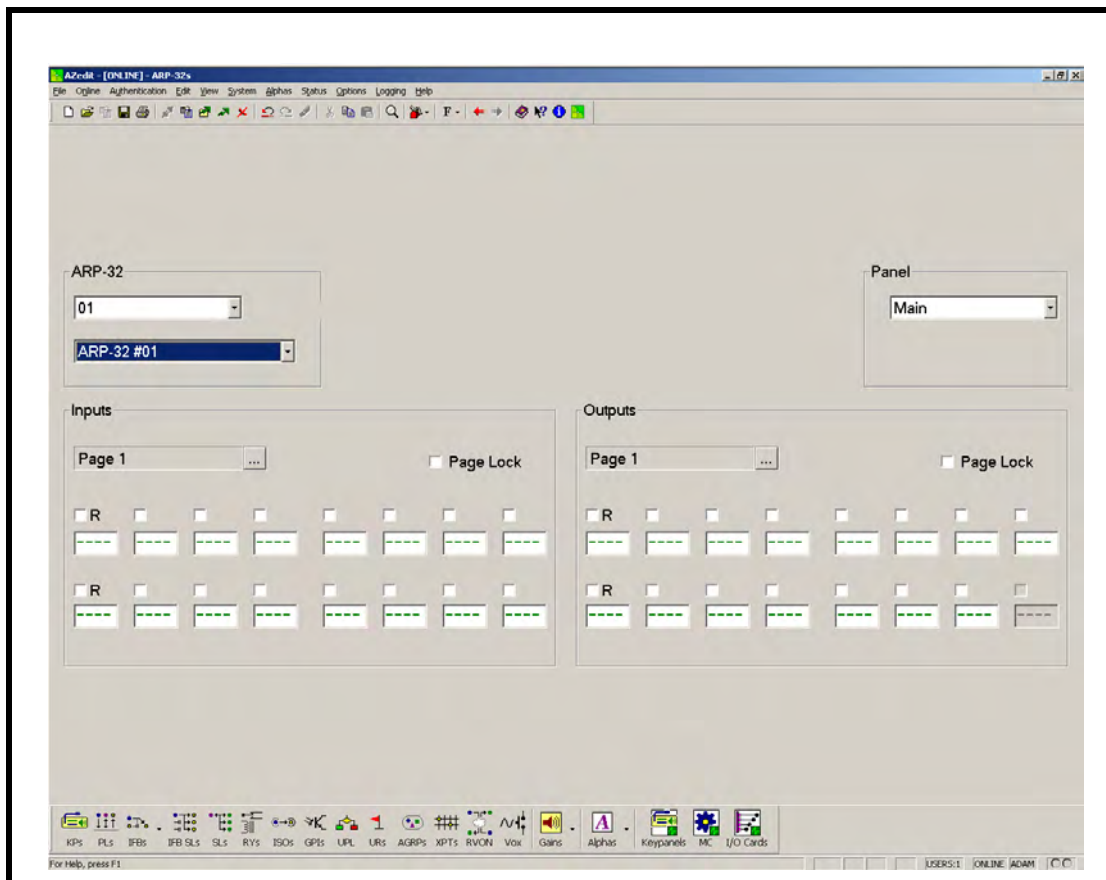 AZedit - [ONLINE] - ARP-32s
File Online Authentication Edit View System Alphas Status Options Logging Help
F
ARP-32
01
ARP-32 #01
Panel
Main
Inputs
Page 1 ... Page Lock
R
---- ---- ---- ---- ---- ---- ---- ----
R
---- ---- ---- ---- ---- ---- ---- ----
Outputs
Page 1 ... Page Lock
R
---- ---- ---- ---- ---- ---- ---- ----
R
---- ---- ---- ---- ---- ---- ---- ----
KPs PLs IFBs IFB SLs SLs RYs ISOs GPIs UPL URs AGRPs XPTs RVON Vox Gains Alphas Keypanels MC I/O Cards
For Help, press F1
USERS:1 ONLINE ADAM